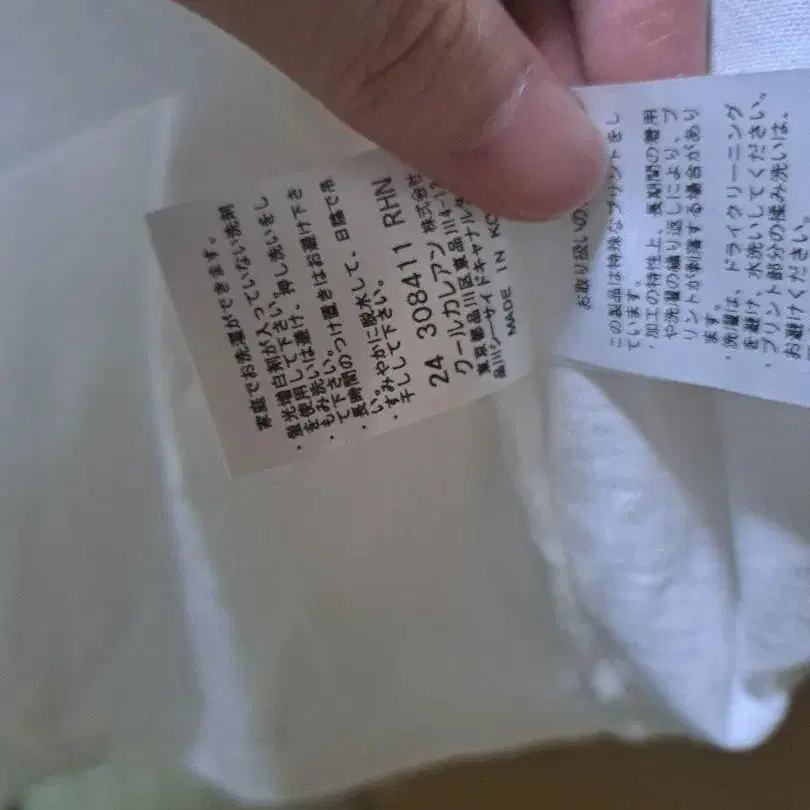 家庭でお洗濯ができます。
・蛍光増白剤が入っていない洗剤
を使用して下さい。
・もみ洗いは避け、押し洗いをし
て下さい。
・長時間のつけ置きはお避け下さ
い。
・すみやかに脱水して、日陰で吊
干しして下さい。
24 308411 RHN
クールカレアン 株式会社
東京都品川区東品川4-12
品川シーサイドキャナル
MADE IN KO
お取り扱いの
この製品は特殊なプリントをし
ています。
・加工の特性上、長期間の着用
や洗濯の繰り返しにより、プ
リントが剥落する場合があり
ます。
・洗濯は、ドライクリーニング
を避け、水洗いしてください。
・プリント部分の揉み洗いは、
お避けください。